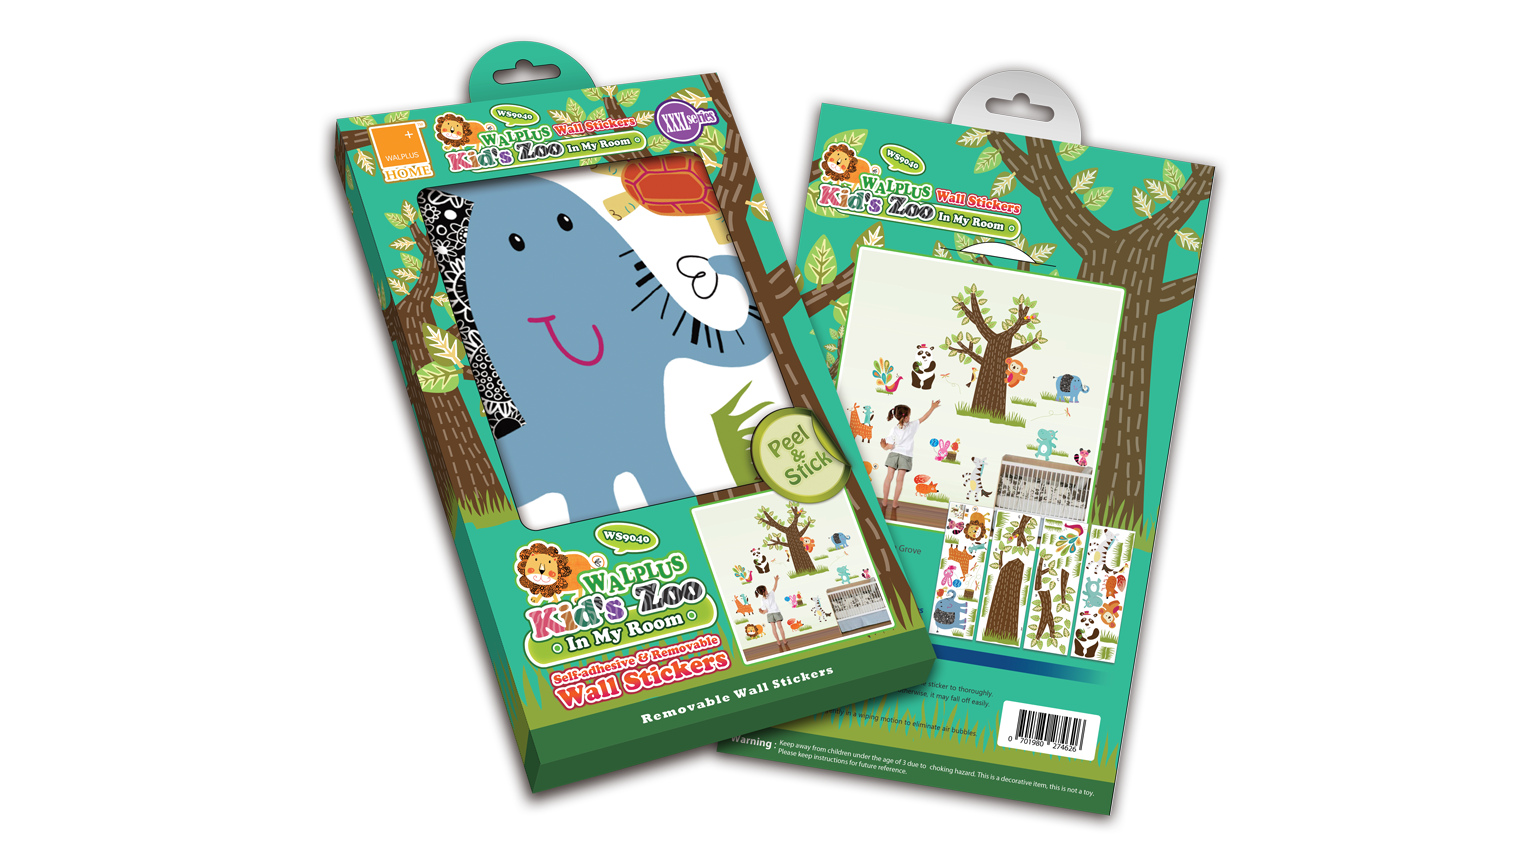 WALPLUS
HOME
WS9040
WALPLUS Wall Stickers
Kid's Zoo In My Room
XXXL series
Peel
&
Stick
WS9040
WALPLUS
Kid's Zoo
In My Room
Self-adhesive & Removable
Wall Stickers
Removable Wall Stickers
WS9040
WALPLUS Wall Stickers
Kid's Zoo In My Room
Grove
sticker to thoroughly
it may fall off easily.
in a wiping motion to eliminate air bubbles.
0 701980 274626
Warning : Keep away from children under the age of 3 due to choking hazard. This is a decorative item, this is not a toy.
Please keep instructions for future reference.